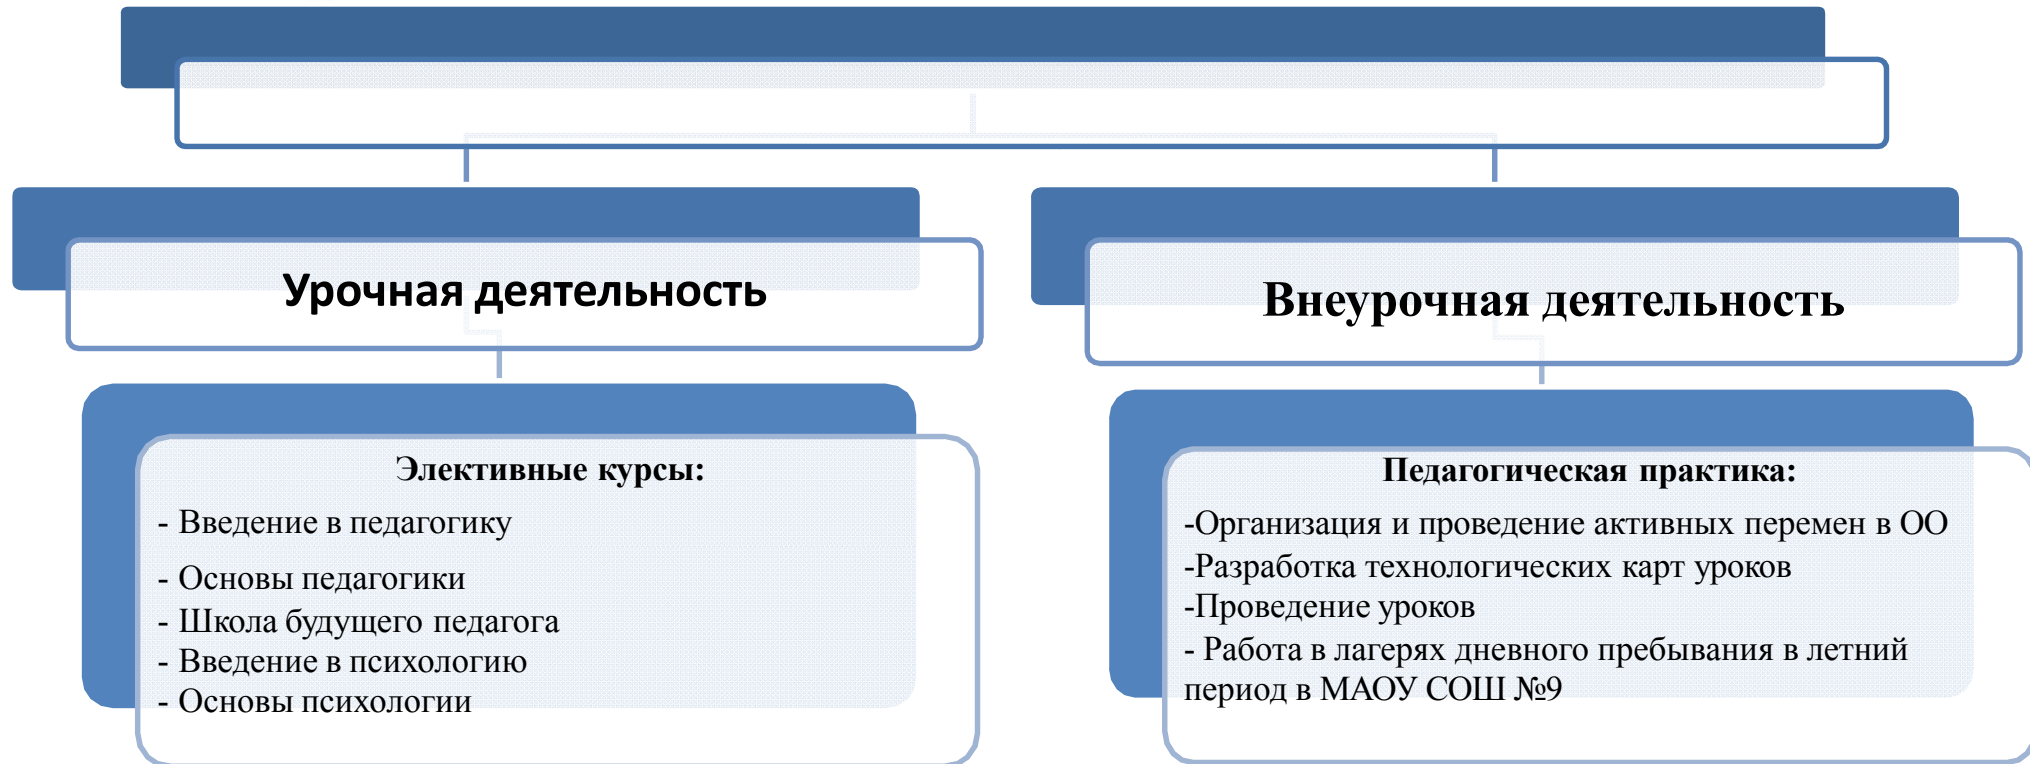 Урочная деятельность
Внеурочная деятельность
Элективные курсы:
- Введение в педагогику
- Основы педагогики
- Школа будущего педагога
- Введение в психологию
- Основы психологии
Педагогическая практика:
-Организация и проведение активных перемен в ОО
-Разработка технологических карт уроков
-Проведение уроков
- Работа в лагерях дневного пребывания в летний
период в МАОУ СОШ №9